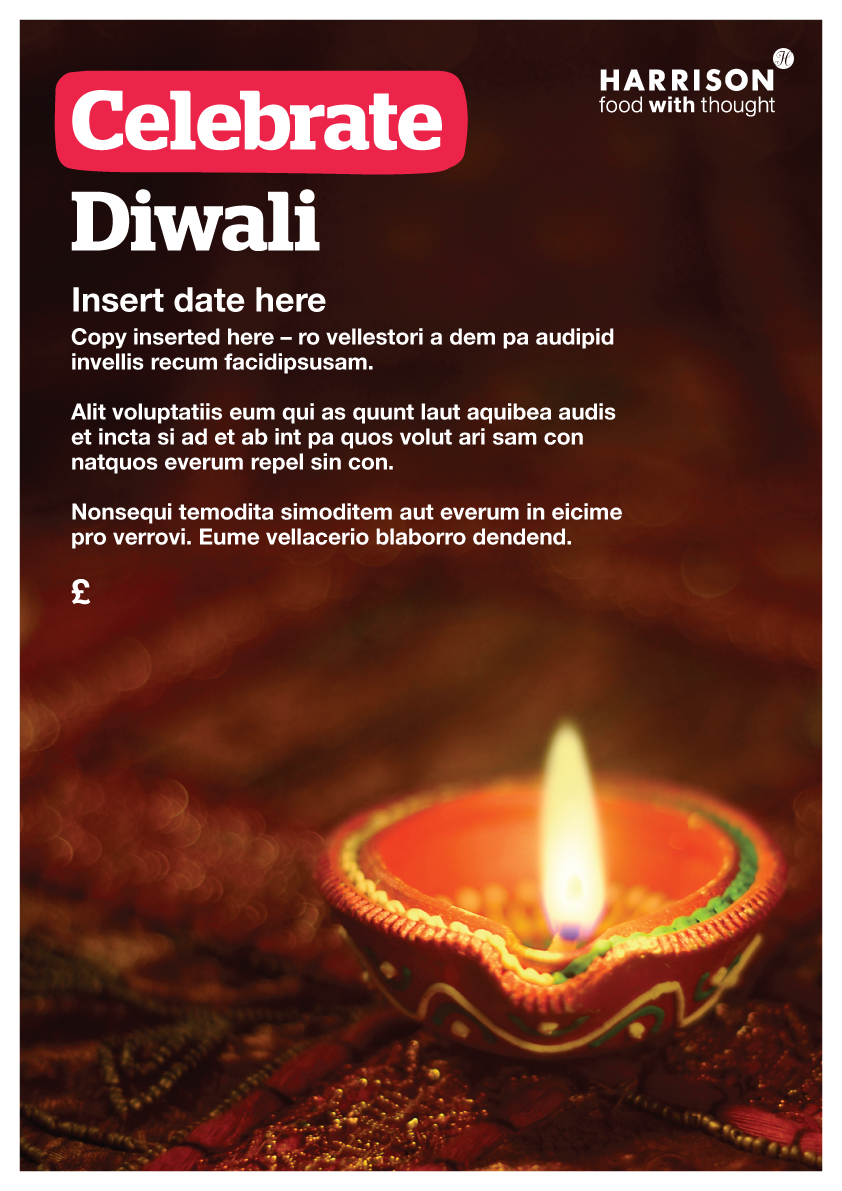 Celebrate
Diwali
H
HARRISON
food with thought
Insert date here
Copy inserted here – ro vellestori a dem pa audipid
invellis recum facidipsusam.
Alit voluptatiis eum qui as quunt laut aquibea audis
et incta si ad et ab int pa quos volut ari sam con
natquos everum repel sin con.
Nonsequi temodita simoditem aut everum in eicime
pro verrovi. Eume vellacerio blaborro dendend.
£